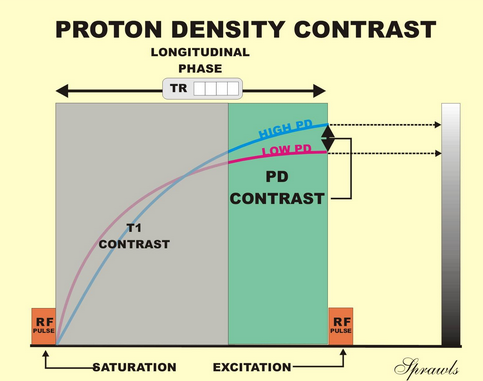 PROTON DENSITY CONTRAST
LONGITUDINAL
PHASE
TR
HIGH PD
LOW PD
PD
CONTRAST
T1
CONTRAST
RF
PULSE
RF
PULSE
SATURATION
EXCITATION
Sprawls